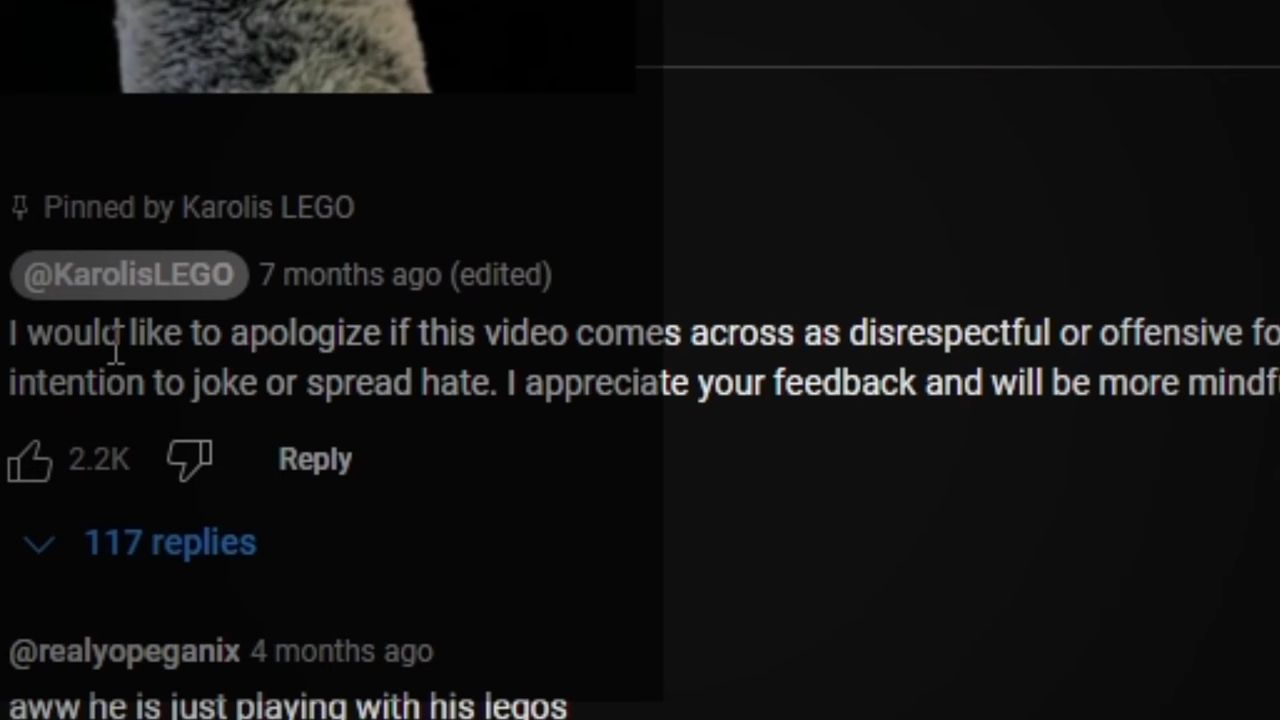 Pinned by Karolis LEGO
@KarolisLEGO 7 months ago (edited)
I would like to apologize if this video comes across as disrespectful or offensive fo
intention to joke or spread hate. I appreciate your feedback and will be more mindf
2.2K Reply
117 replies
@realyopeganix 4 months ago
aww he is just playing with his legos